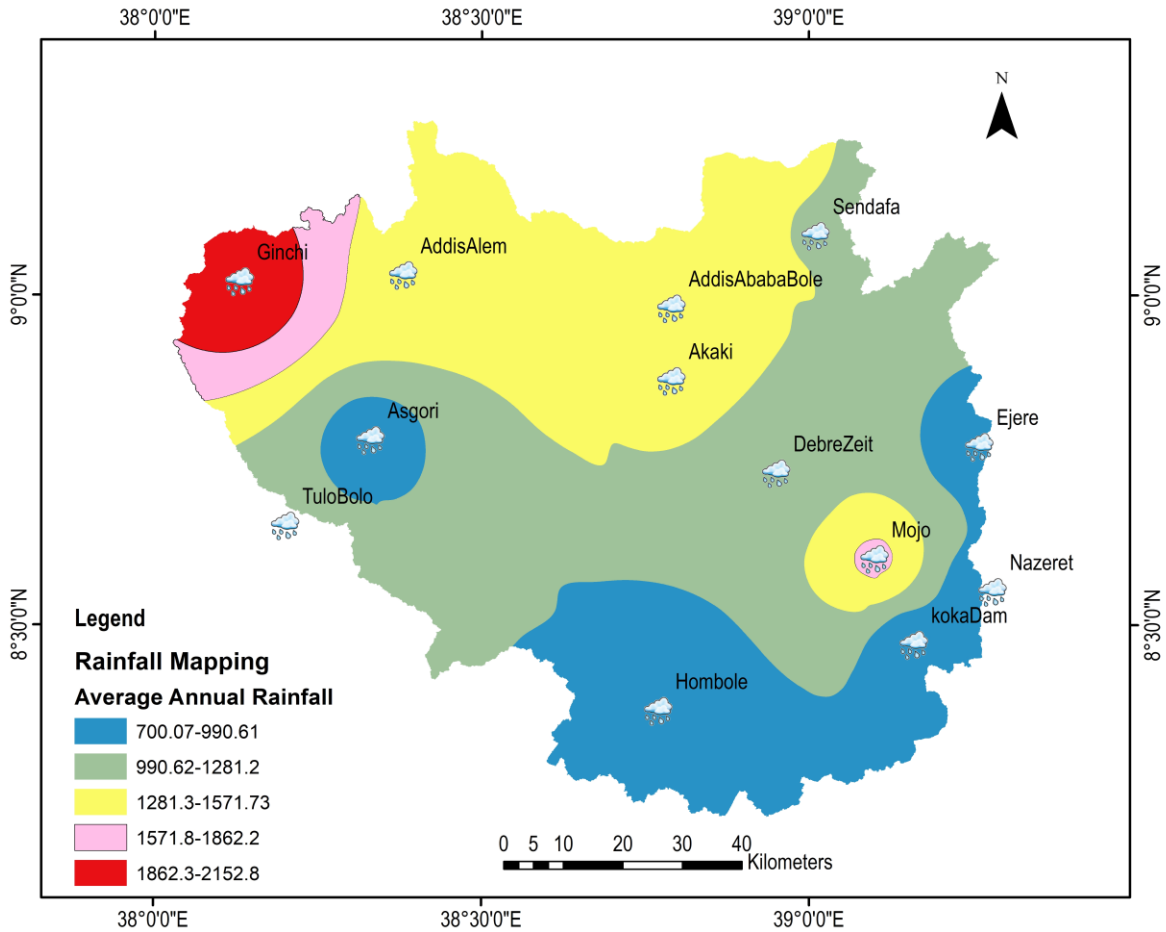 38°0'0"E 38°30'0"E 39°0'0"E
N
Sendafa
Ginchi
AddisAlem
AddisAbabaBole
9°0'0"N
9°0'0"N
Akaki
Asgori
Ejere
DebreZeit
TuloBolo
Mojo
Nazeret
kokaDam
8°30'0"N
8°30'0"N
Hombole
Legend
Rainfall Mapping
Average Annual Rainfall
700.07-990.61
990.62-1281.2
1281.3-1571.73
1571.8-1862.2
1862.3-2152.8
0 5 10 20 30 40
Kilometers
38°0'0"E 38°30'0"E 39°0'0"E